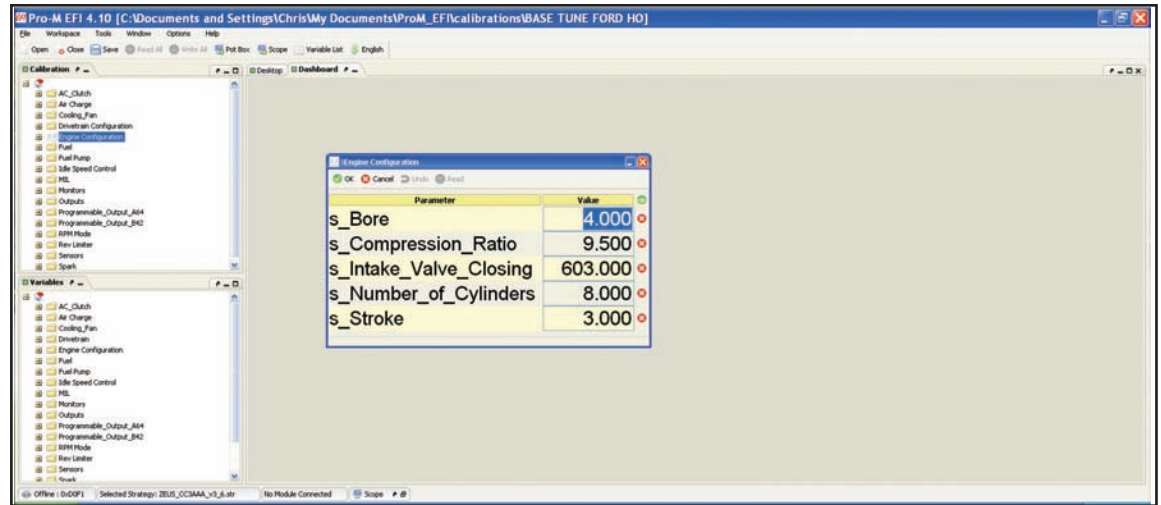 Pro-M EFI 4.10 [C:\Documents and Settings\Chris\My Documents\ProM_EFI\calibrations\BASE TUNE FORD HO]
File Workspace Tools Window Options Help
Open Close Save Read All Write All Pot Box Scope Variable List English
Calibration
AC_Clutch
Air Charge
Cooling_Fan
Drivetrain Configuration
Engine Configuration
Fuel
Fuel Pump
Idle Speed Control
MIL
Monitors
Outputs
Programmable_Output_A64
Programmable_Output_B42
RPM Mode
Rev Limiter
Sensors
Spark
Variables
AC_Clutch
Air Charge
Cooling_Fan
Drivetrain
Engine Configuration
Fuel
Fuel Pump
Idle Speed Control
MIL
Monitors
Outputs
Programmable_Output_A64
Programmable_Output_B42
RPM Mode
Rev Limiter
Sensors
Spark
Desktop Dashboard
Engine Configuration
OK Cancel Undo Read
Parameter Value
s_Bore 4.000
s_Compression_Ratio 9.500
s_Intake_Valve_Closing 603.000
s_Number_of_Cylinders 8.000
s_Stroke 3.000
Offline : 0xD0F1 Selected Strategy: ZEUS_CC3AAA_v3_6.str No Module Connected Scope